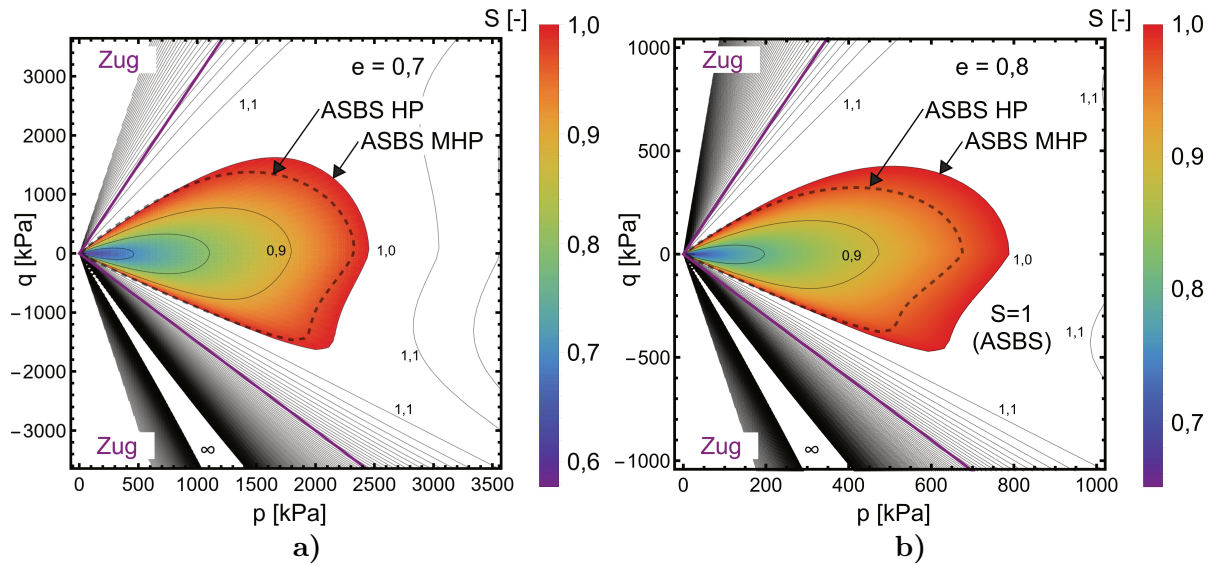 S [-]
Zug
e = 0,7
1,1
ASBS HP
ASBS MHP
0,9
1,0
1,1
1,1
Zug
∞
q [kPa]
3000
2000
1000
0
−1000
−2000
−3000
0 500 1000 1500 2000 2500 3000 3500
p [kPa]
1,0
0,9
0,8
0,7
0,6
a)
S [-]
Zug
e = 0,8
1,1
1,1
ASBS HP
ASBS MHP
0,9
1,0
S=1
(ASBS)
1,1
1,1
Zug
∞
q [kPa]
1000
500
0
−500
−1000
0 200 400 600 800 1000
p [kPa]
1,0
0,9
0,8
0,7
b)